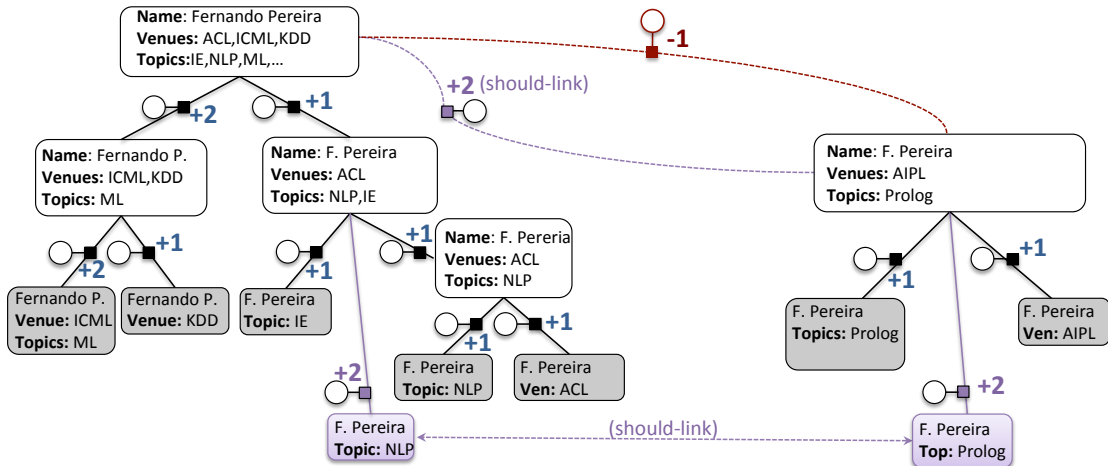 Name: Fernando Pereira
Venues: ACL,ICML,KDD
Topics:IE,NLP,ML,...
-1
+2 (should-link)
+2
+1
Name: Fernando P.
Venues: ICML,KDD
Topics: ML
Name: F. Pereira
Venues: ACL
Topics: NLP,IE
Name: F. Pereira
Venues: AIPL
Topics: Prolog
+2
+1
+1
+1
Name: F. Pereria
Venues: ACL
Topics: NLP
+1
+1
Fernando P.
Venue: ICML
Topics: ML
Fernando P.
Venue: KDD
F. Pereira
Topic: IE
F. Pereira
Topics: Prolog
F. Pereira
Ven: AIPL
+1
+1
F. Pereira
Topic: NLP
F. Pereira
Ven: ACL
+2
+2
(should-link)
F. Pereira
Topic: NLP
F. Pereira
Top: Prolog